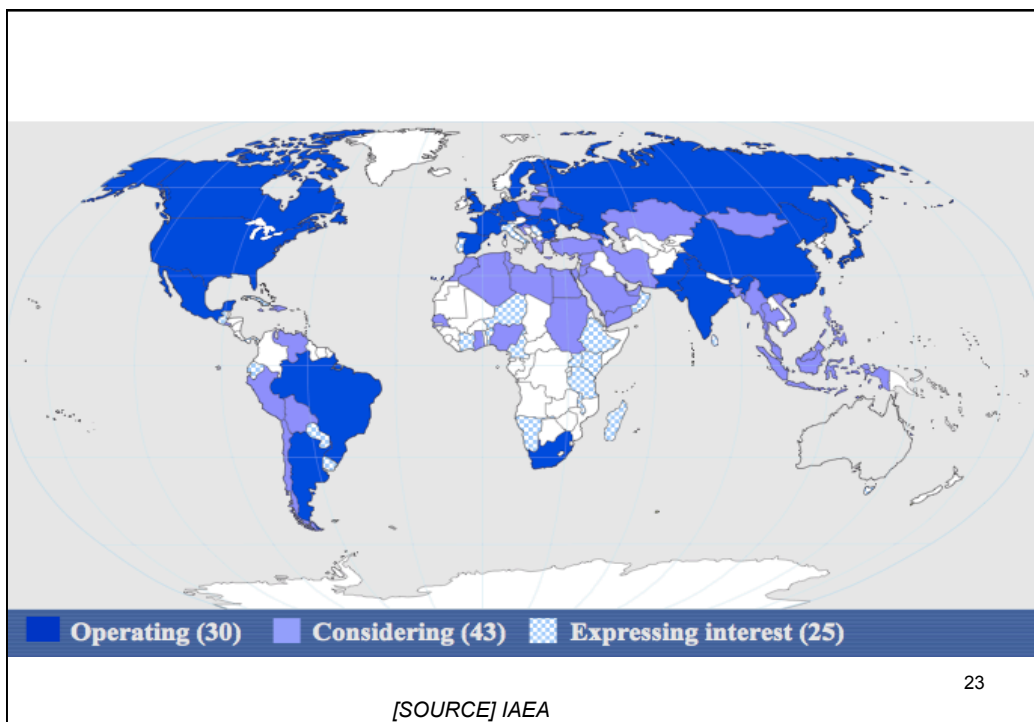 Operating (30) Considering (43) Expressing interest (25)
23
[SOURCE] IAEA